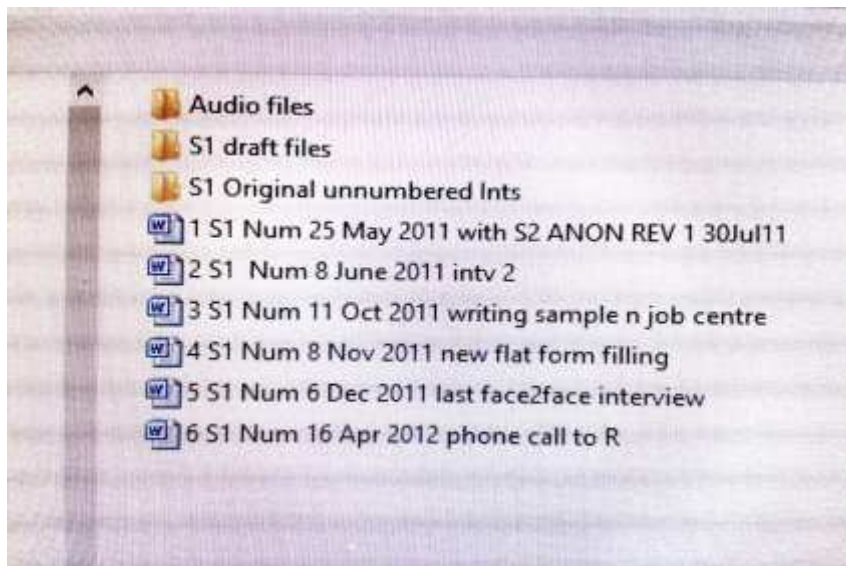 Audio files
S1 draft files
S1 Original unnumbered Ints
1 S1 Num 25 May 2011 with S2 ANON REV 1 30Jul11
2 S1  Num 8 June 2011 intv 2
3 S1 Num 11 Oct 2011 writing sample n job centre
4 S1 Num 8 Nov 2011 new flat form filling
5 S1 Num 6 Dec 2011 last face2face interview
6 S1 Num 16 Apr 2012 phone call to R